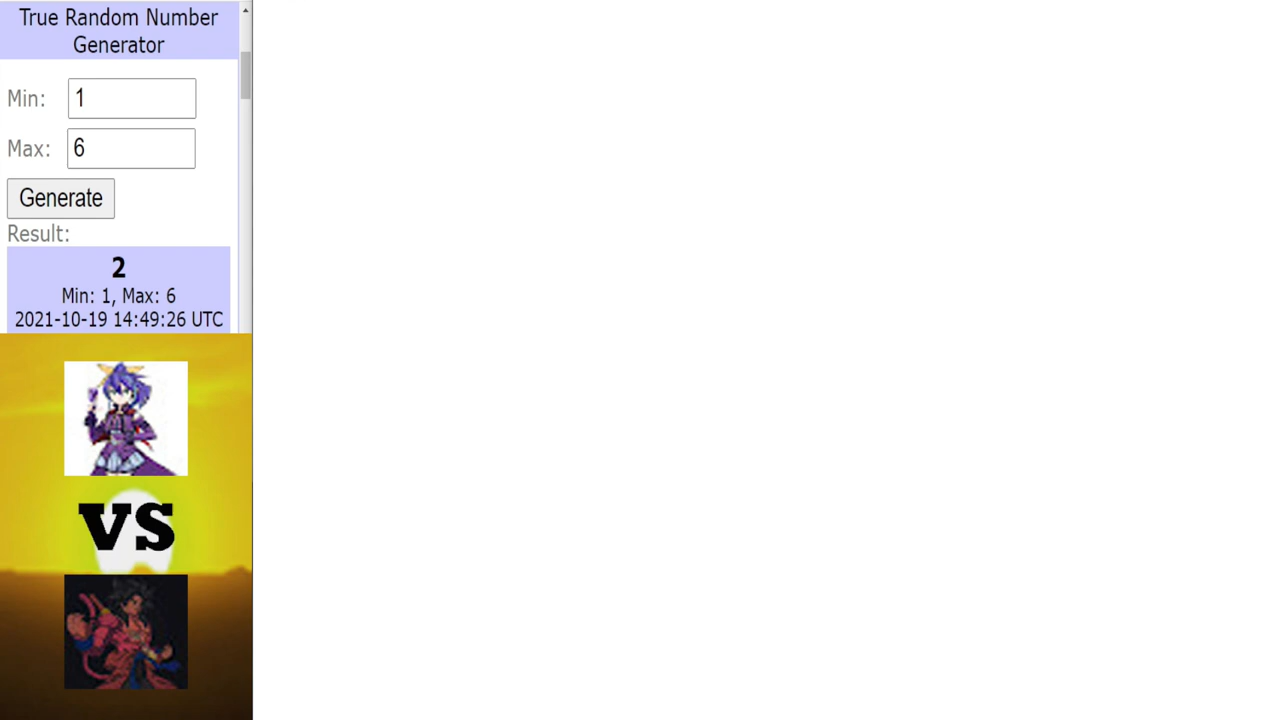 True Random Number
Generator
Min: 1
Max: 6
Generate
Result:
2
Min: 1, Max: 6
2021-10-19 14:49:26 UTC
VS